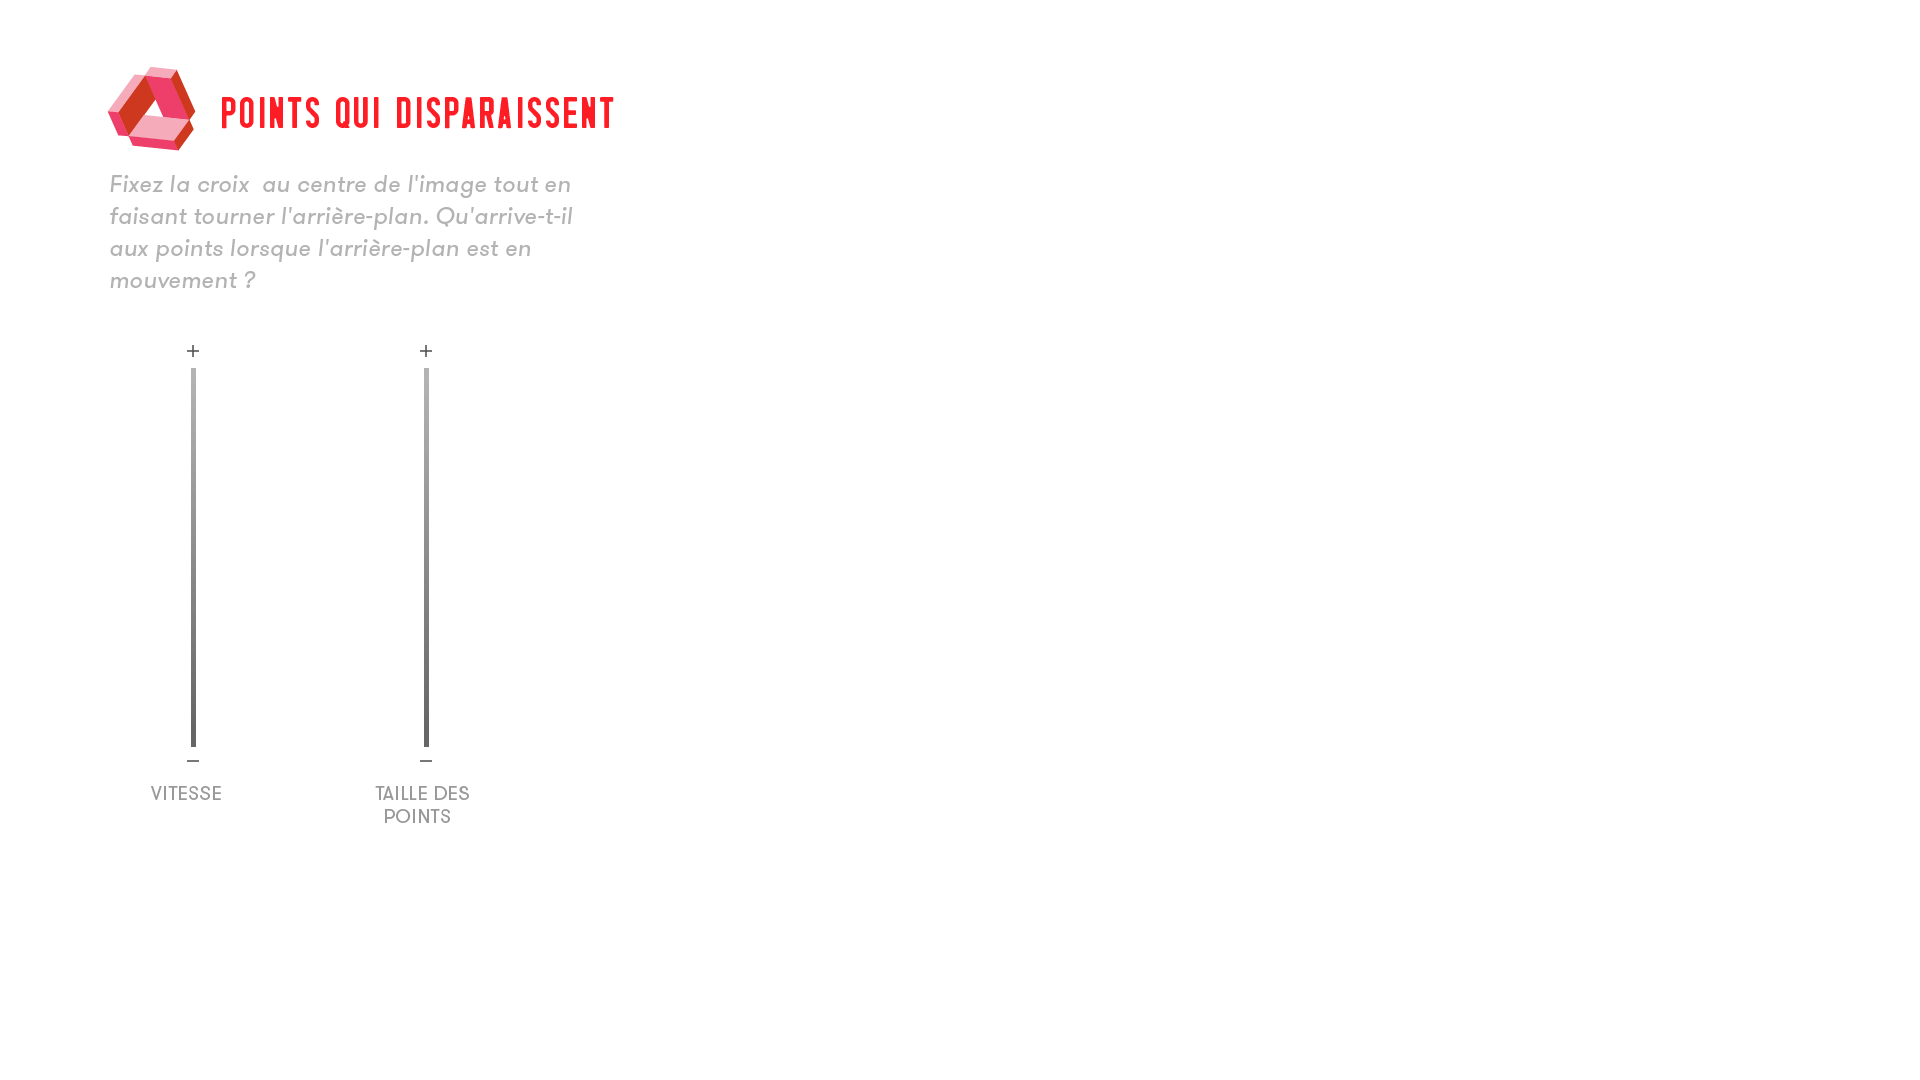 POINTS QUI DISPARAISSENT
Fixez la croix  au centre de l'image tout en
faisant tourner l'arrière-plan. Qu'arrive-t-il
aux points lorsque l'arrière-plan est en
mouvement ?
+ +
– –
VITESSE
TAILLE DES
POINTS